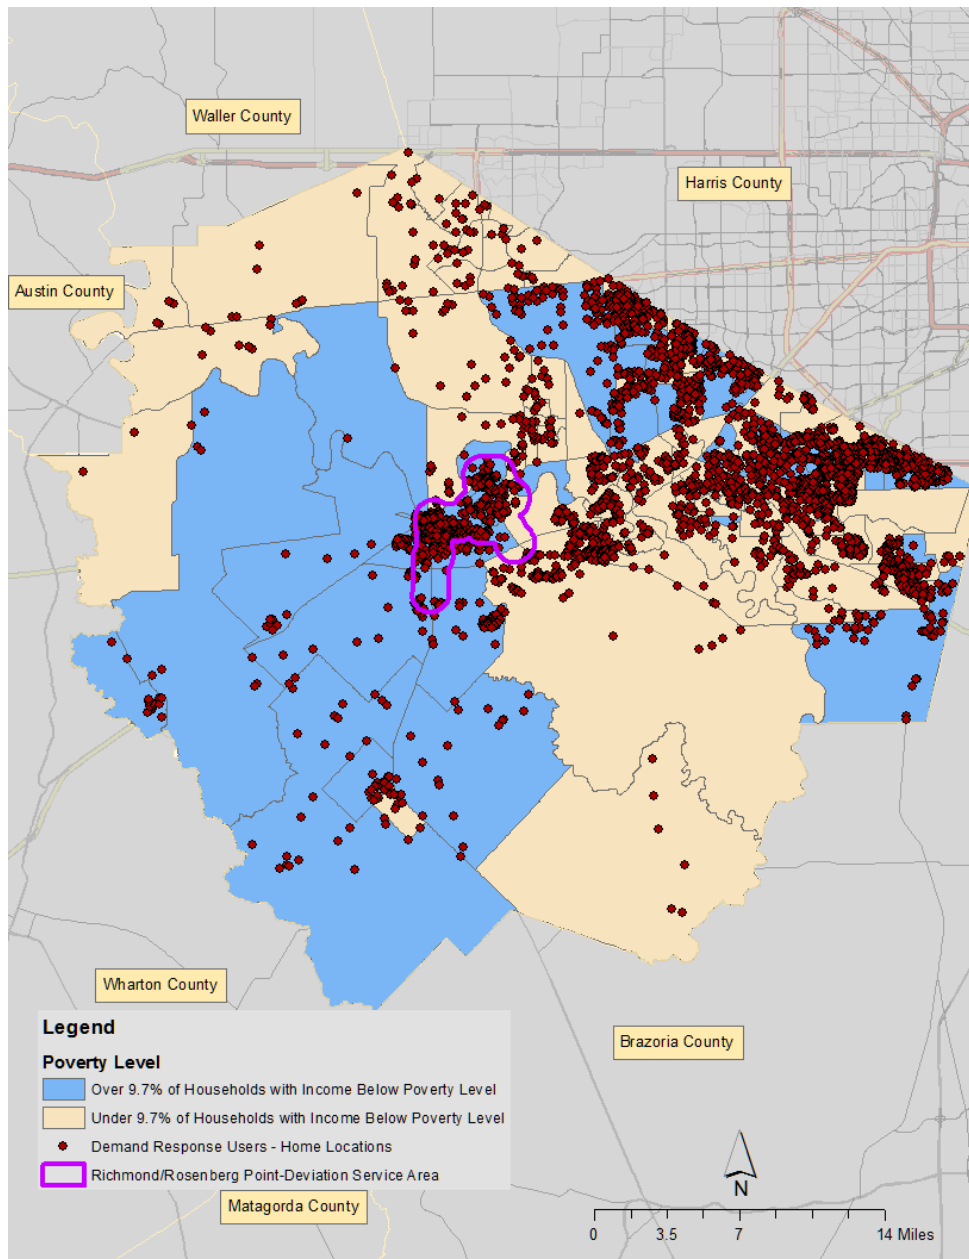 Waller County
Harris County
Austin County
Wharton County
Legend
Poverty Level
Over 9.7% of Households with Income Below Poverty Level
Under 9.7% of Households with Income Below Poverty Level
Demand Response Users - Home Locations
Richmond/Rosenberg Point-Deviation Service Area
Brazoria County
Matagorda County
N
0 3.5 7 14 Miles